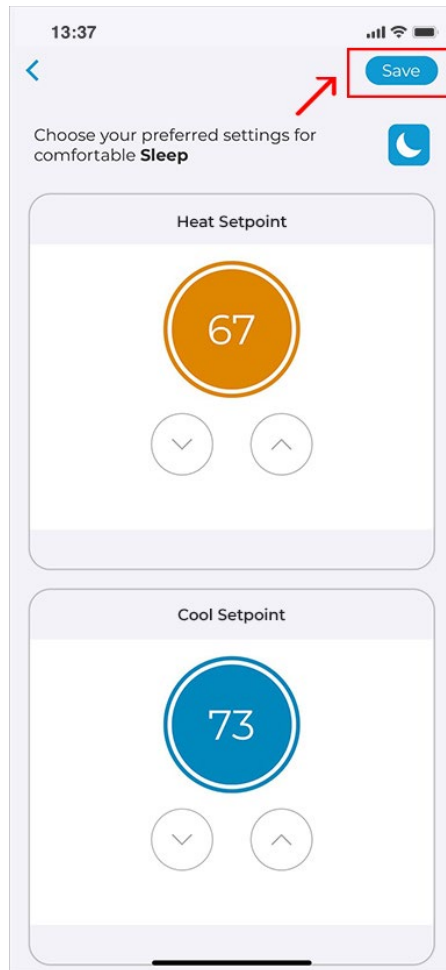 13:37
Save
Choose your preferred settings for
comfortable Sleep
Heat Setpoint
67
Cool Setpoint
73